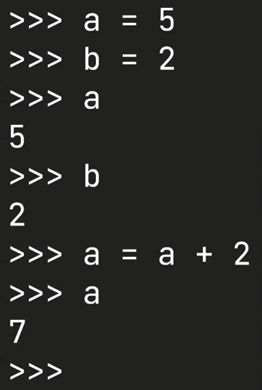 >>> a = 5
>>> b = 2
>>> a
5
>>> b
2
>>> a = a + 2
>>> a
7
>>>